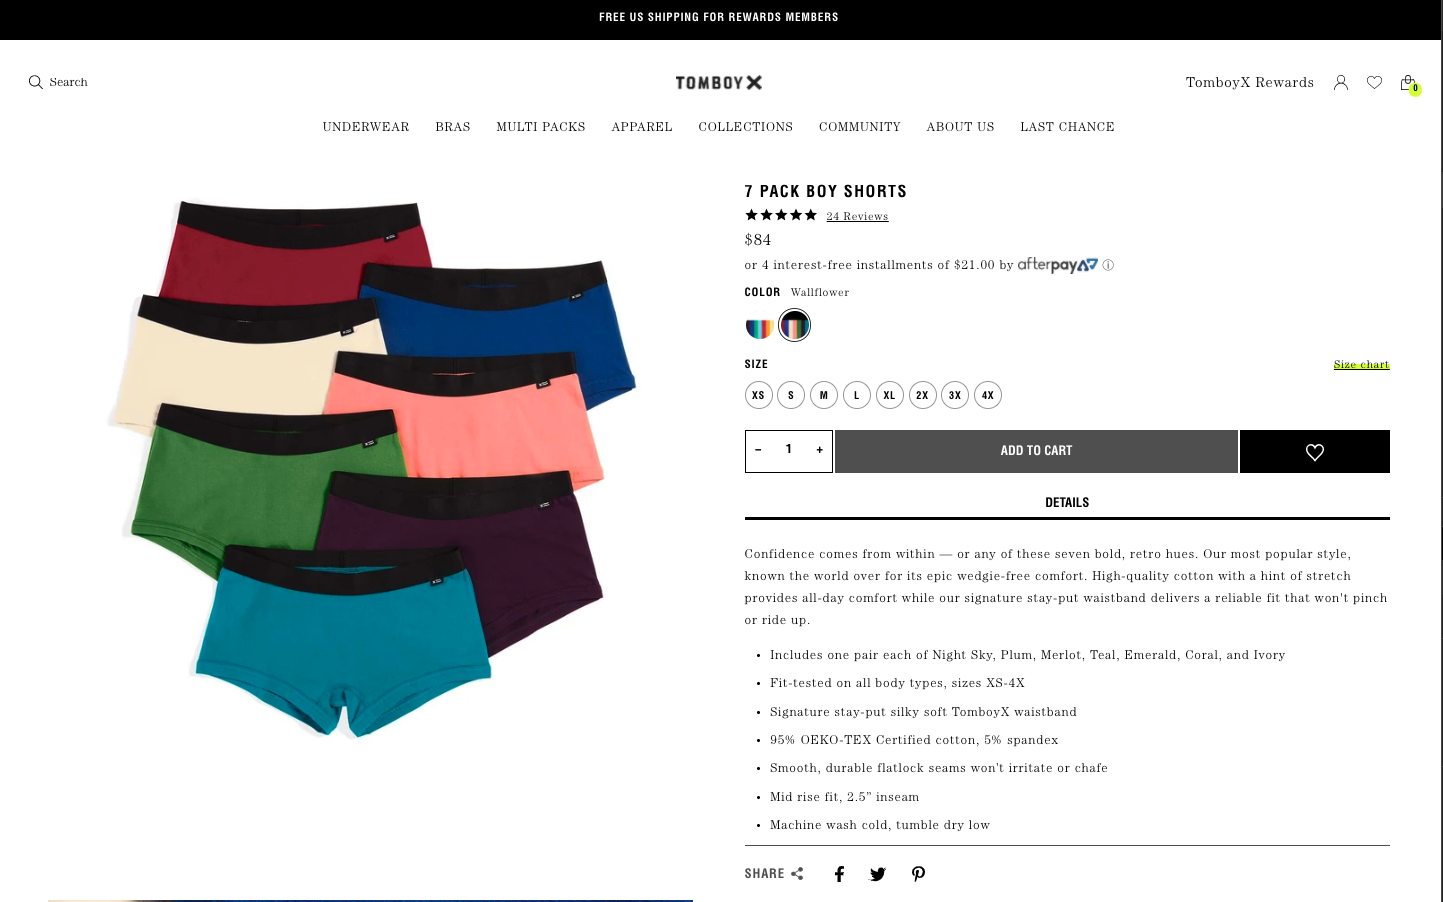 FREE US SHIPPING FOR REWARDS MEMBERS
Search
TOMBOYX
TomboyX Rewards
0
UNDERWEAR BRAS MULTI PACKS APPAREL COLLECTIONS COMMUNITY ABOUT US LAST CHANCE
7 PACK BOY SHORTS
24 Reviews
$84
or 4 interest-free installments of $21.00 by afterpay
COLOR Wallflower
SIZE
Size chart
XS S M L XL 2X 3X 4X
− 1 +
ADD TO CART
DETAILS
Confidence comes from within — or any of these seven bold, retro hues. Our most popular style,
known the world over for its epic wedgie-free comfort. High-quality cotton with a hint of stretch
provides all-day comfort while our signature stay-put waistband delivers a reliable fit that won't pinch
or ride up.
• Includes one pair each of Night Sky, Plum, Merlot, Teal, Emerald, Coral, and Ivory
• Fit-tested on all body types, sizes XS-4X
• Signature stay-put silky soft TomboyX waistband
• 95% OEKO-TEX Certified cotton, 5% spandex
• Smooth, durable flatlock seams won't irritate or chafe
• Mid rise fit, 2.5” inseam
• Machine wash cold, tumble dry low
SHARE